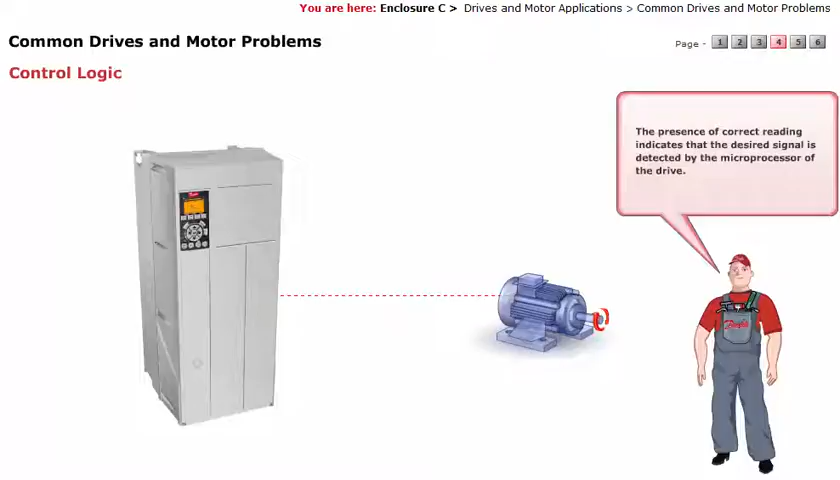 You are here: Enclosure C > Drives and Motor Applications > Common Drives and Motor Problems
Common Drives and Motor Problems
Page - 1 2 3 4 5 6
Control Logic
The presence of correct reading
indicates that the desired signal is
detected by the microprocessor of
the drive.
Danfoss